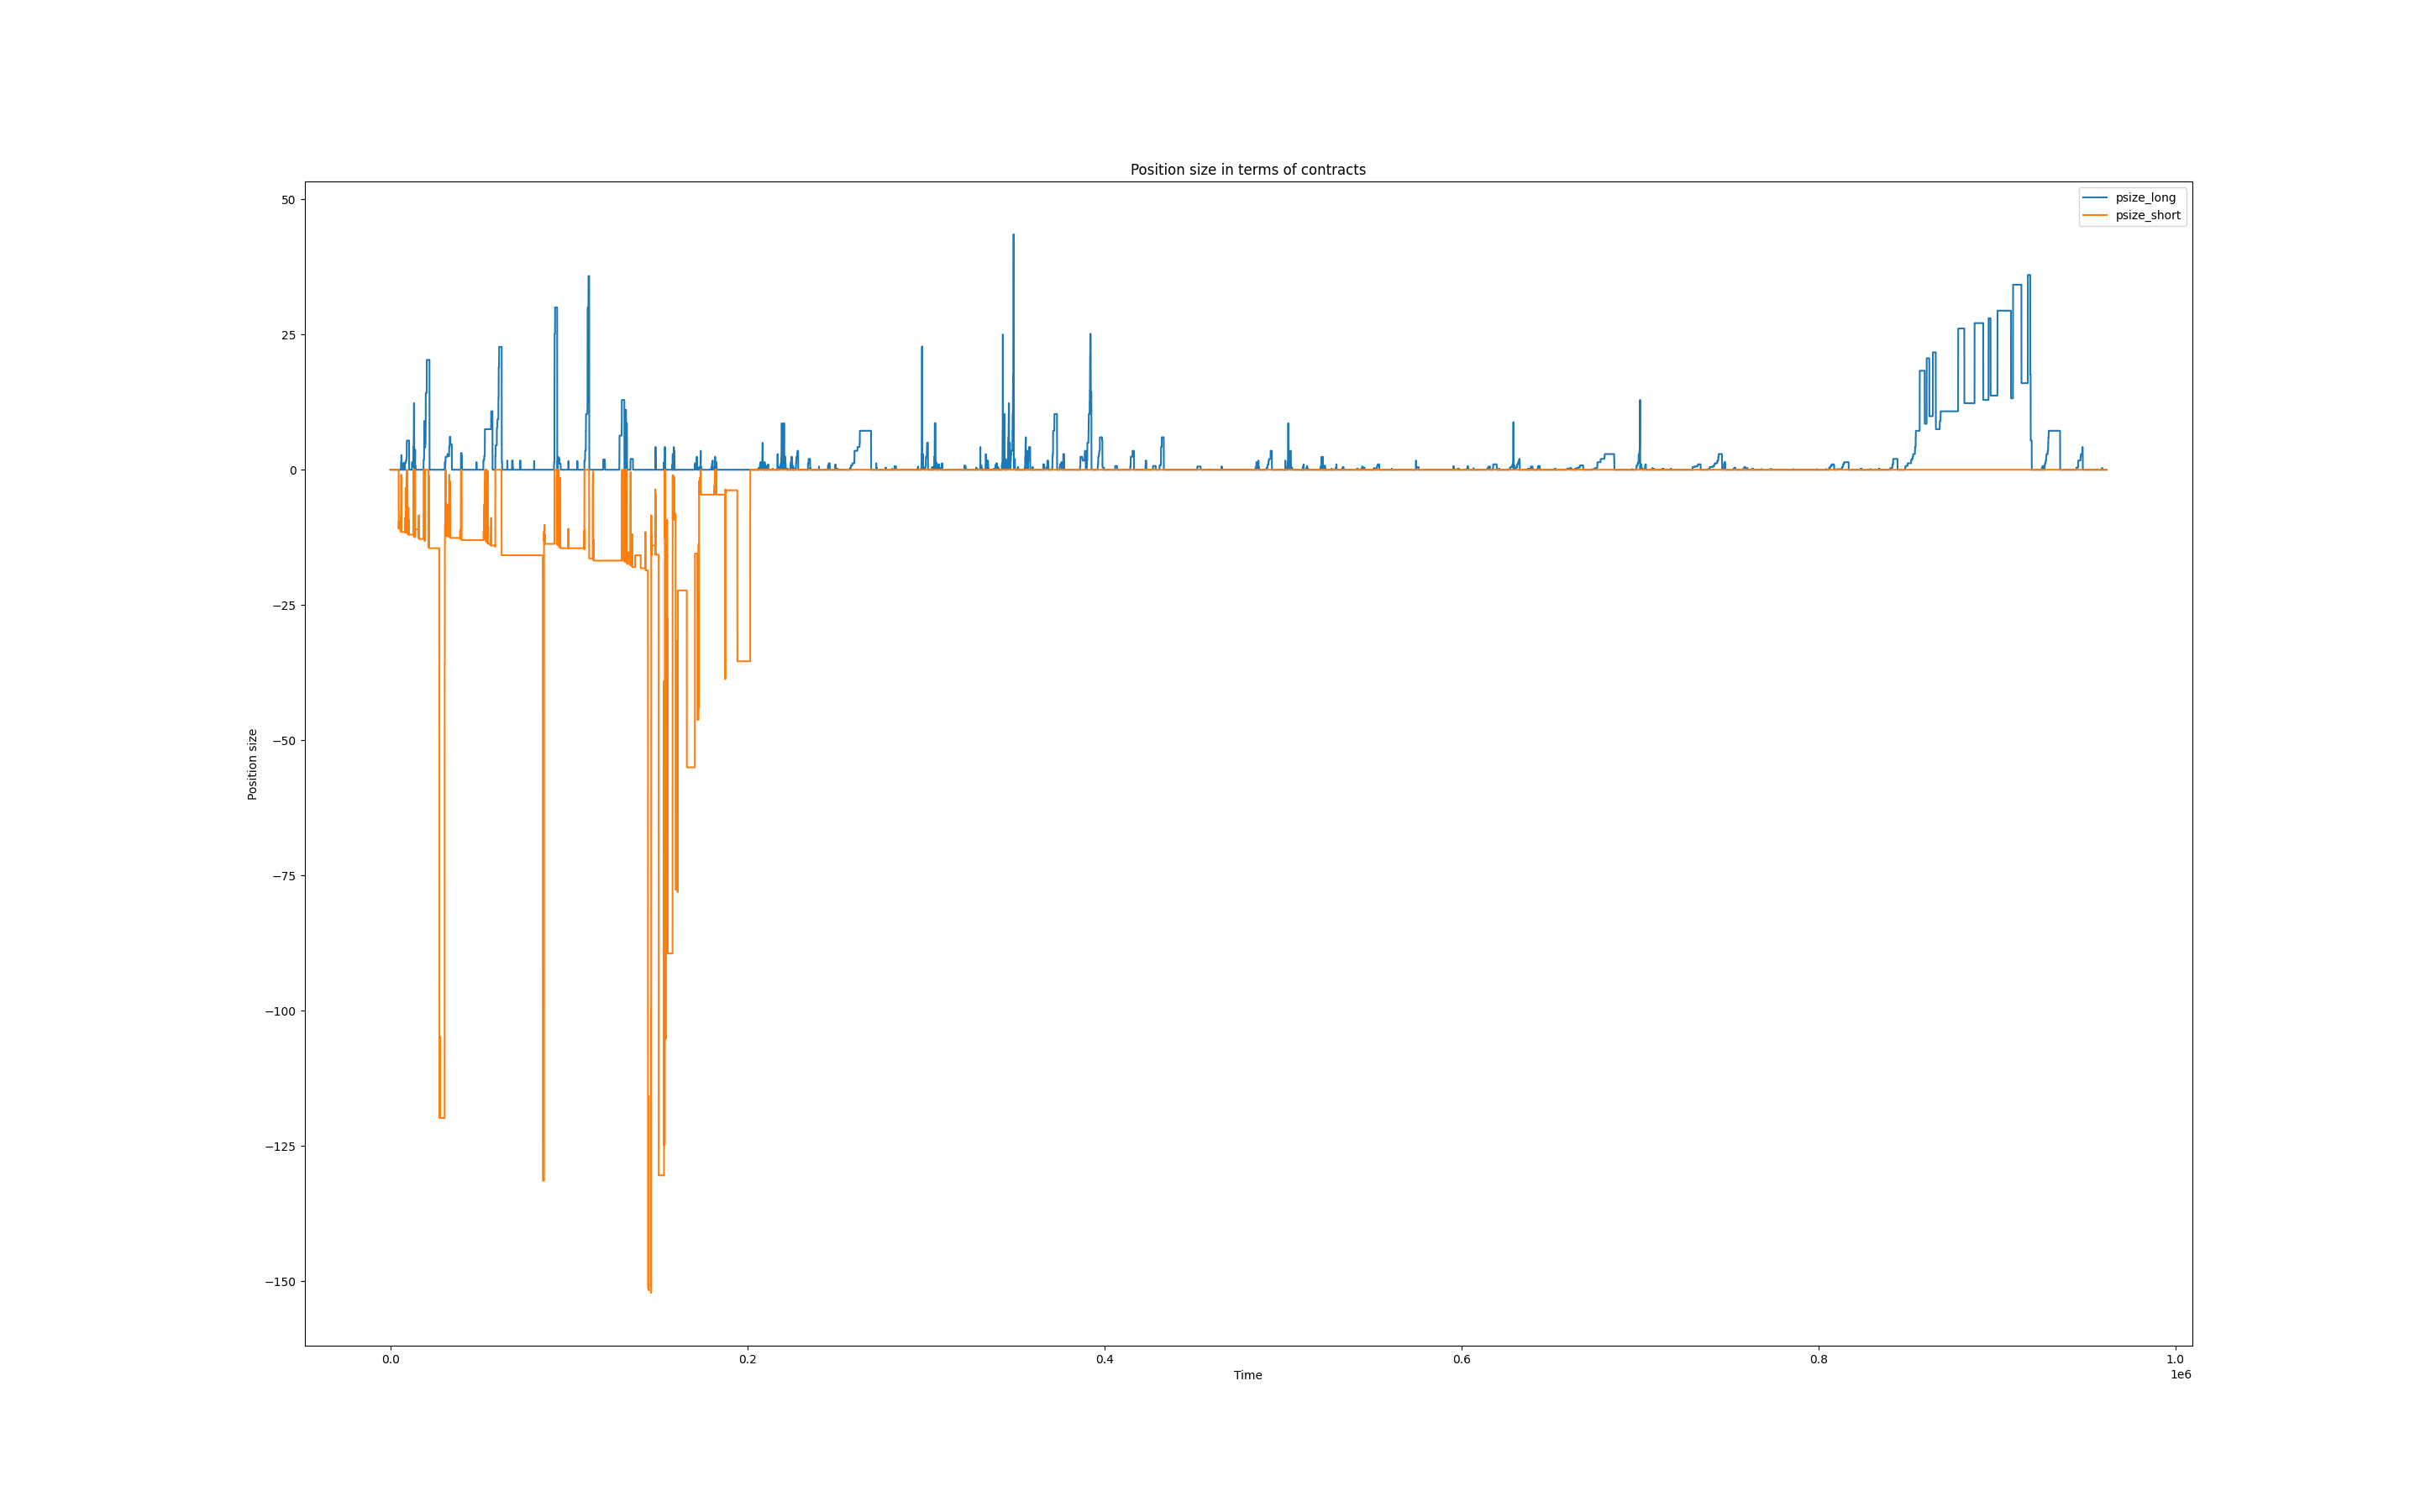 Position size in terms of contracts
psize_long
psize_short
50
25
0
−25
−50
−75
−100
−125
−150
Position size
0.0
0.2
0.4
0.6
0.8
1.0
1e6
Time